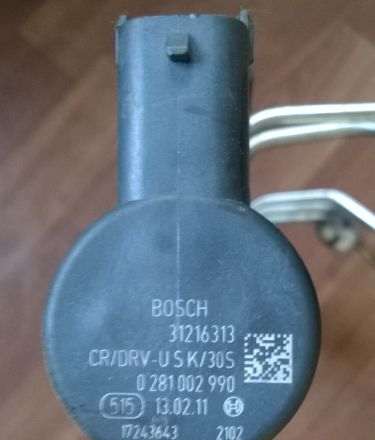 BOSCH
31216313
CR/DRV-USK/30S
0 281 002 990
515 13.02.11
17243643 2102